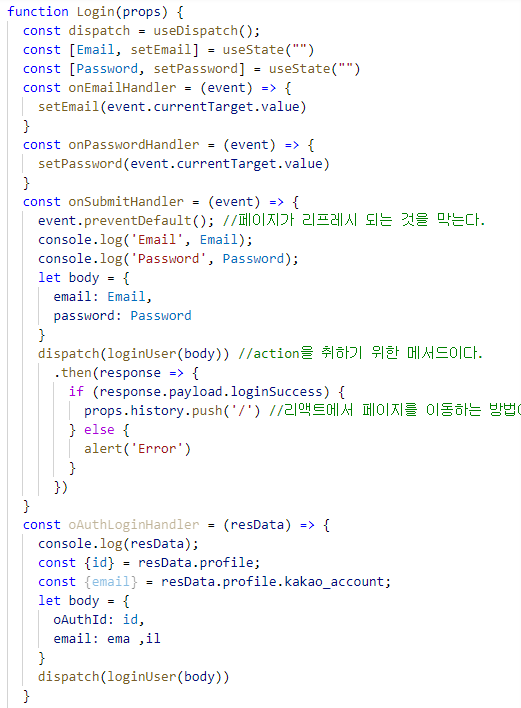 function Login(props) {
const dispatch = useDispatch();
const [Email, setEmail] = useState("")
const [Password, setPassword] = useState("")
const onEmailHandler = (event) => {
setEmail(event.currentTarget.value)
}
const onPasswordHandler = (event) => {
setPassword(event.currentTarget.value)
}
const onSubmitHandler = (event) => {
event.preventDefault(); //페이지가 리프레시 되는 것을 막는다.
console.log('Email', Email);
console.log('Password', Password);
let body = {
email: Email,
password: Password
}
dispatch(loginUser(body)) //action을 취하기 위한 메서드이다.
.then(response => {
if (response.payload.loginSuccess) {
props.history.push('/') //리액트에서 페이지를 이동하는 방법
} else {
alert('Error')
}
})
}
const oAuthLoginHandler = (resData) => {
console.log(resData);
const {id} = resData.profile;
const {email} = resData.profile.kakao_account;
let body = {
oAuthId: id,
email: ema ,il
}
dispatch(loginUser(body))
}